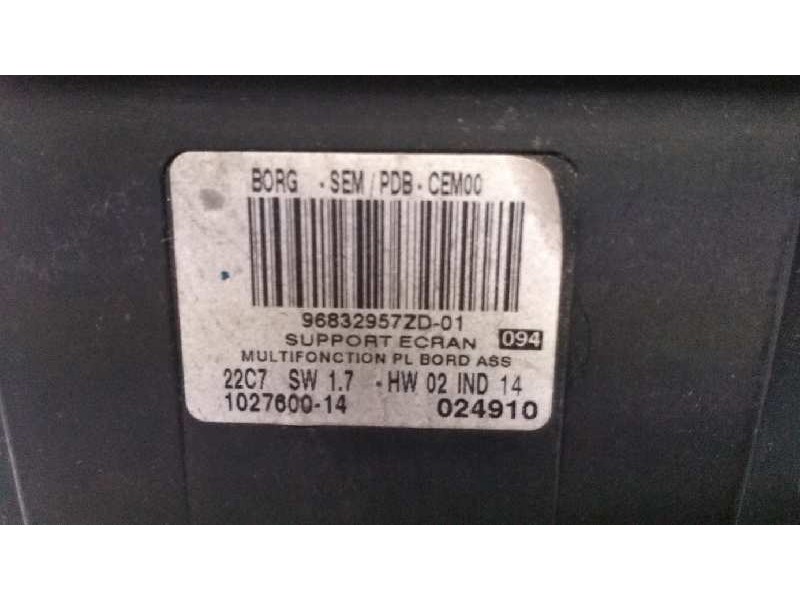 BORG - SEM / PDB - CEM00
96832957ZD-01
SUPPORT ECRAN 094
MULTIFONCTION PL BORD ASS
22C7 SW 1.7 - HW 02 IND 14
1027600-14 024910